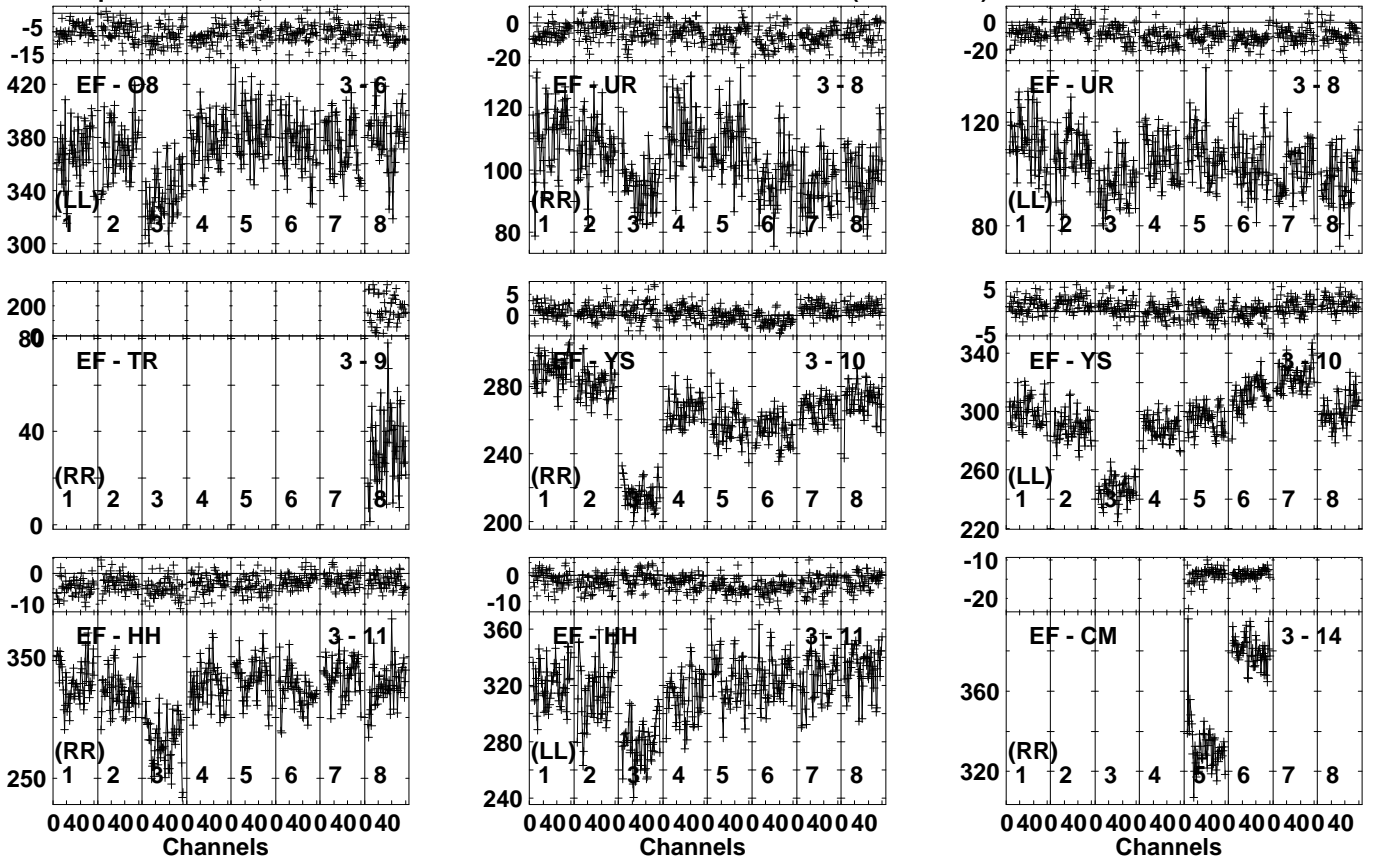 -5
-15
420
380
340
300
EF - O8 3 - 6
(LL)
1 2 3 4 5 6 7 8
0
-20
120
100
80
EF - UR 3 - 8
(RR)
1 2 3 4 5 6 7 8
0
-20
120
80
EF - UR 3 - 8
(LL)
1 2 3 4 5 6 7 8
200
0
80
40
0
EF - TR 3 - 9
(RR)
1 2 3 4 5 6 7 8
5
0
280
240
200
EF - YS 3 - 10
(RR)
1 2 3 4 5 6 7 8
5
-5
340
300
260
220
EF - YS 3 - 10
(LL)
1 2 3 4 5 6 7 8
0
-10
350
250
EF - HH 3 - 11
(RR)
1 2 3 4 5 6 7 8
0 40 0 40 0 40 0 40 0 40 0 40 0 40 0 40
Channels
0
-10
360
320
280
240
EF - HH 3 - 11
(LL)
1 2 3 4 5 6 7 8
0 40 0 40 0 40 0 40 0 40 0 40 0 40 0 40
Channels
-10
-20
360
320
EF - CM 3 - 14
(RR)
1 2 3 4 5 6 7 8
0 40 0 40 0 40 0 40 0 40 0 40 0 40 0 40
Channels